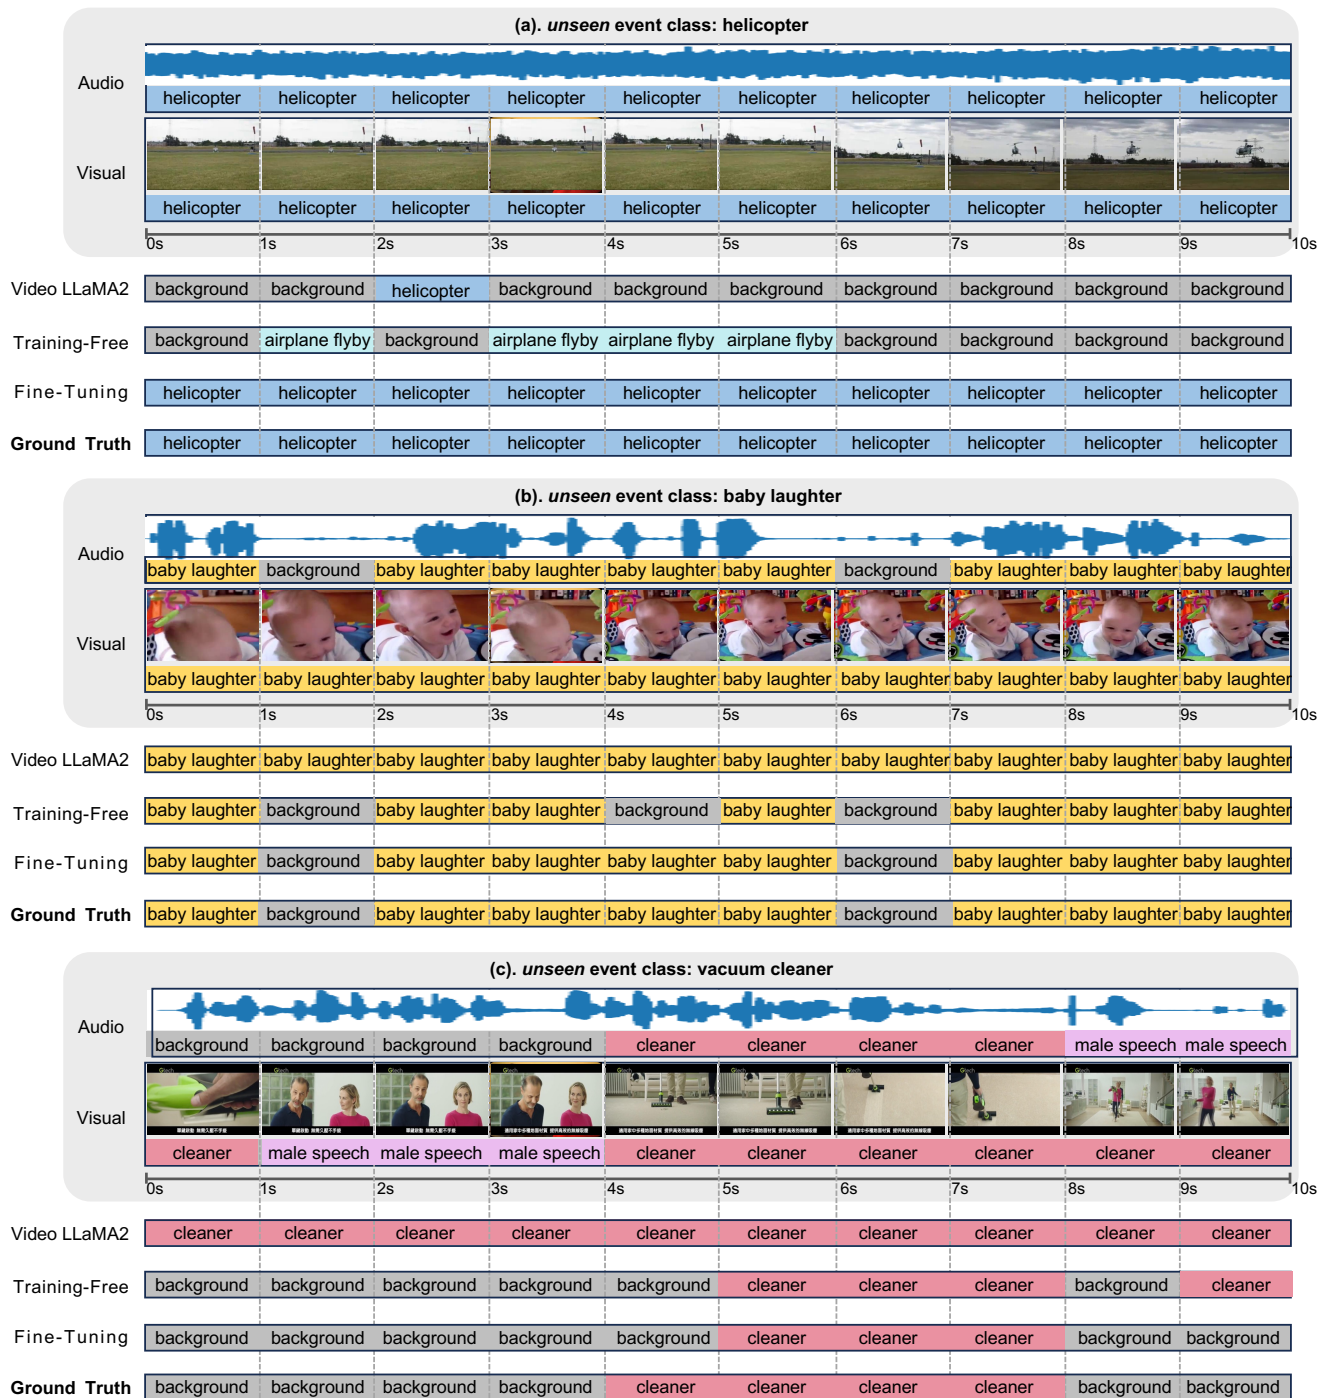 (a). unseen event class: helicopter
Audio
helicopter helicopter helicopter helicopter helicopter helicopter helicopter helicopter helicopter helicopter
Visual
helicopter helicopter helicopter helicopter helicopter helicopter helicopter helicopter helicopter helicopter
0s 1s 2s 3s 4s 5s 6s 7s 8s 9s 10s
Video LLaMA2 background background helicopter background background background background background background background
Training-Free background airplane flyby background airplane flyby airplane flyby airplane flyby background background background background
Fine-Tuning helicopter helicopter helicopter helicopter helicopter helicopter helicopter helicopter helicopter helicopter
Ground Truth helicopter helicopter helicopter helicopter helicopter helicopter helicopter helicopter helicopter helicopter
(b). unseen event class: baby laughter
Audio
baby laughter background baby laughter baby laughter baby laughter baby laughter background baby laughter baby laughter baby laughter
Visual
baby laughter baby laughter baby laughter baby laughter baby laughter baby laughter baby laughter baby laughter baby laughter baby laughter
0s 1s 2s 3s 4s 5s 6s 7s 8s 9s 10s
Video LLaMA2 baby laughter baby laughter baby laughter baby laughter baby laughter baby laughter baby laughter baby laughter baby laughter baby laughter
Training-Free baby laughter background baby laughter baby laughter background baby laughter background baby laughter baby laughter baby laughter
Fine-Tuning baby laughter background baby laughter baby laughter baby laughter baby laughter background baby laughter baby laughter baby laughter
Ground Truth baby laughter background baby laughter baby laughter baby laughter baby laughter background baby laughter baby laughter baby laughter
(c). unseen event class: vacuum cleaner
Audio
background background background background cleaner cleaner cleaner cleaner male speech male speech
Gtech Gtech Gtech Gtech Gtech Gtech Gtech Gtech Gtech Gtech
Visual
cleaner male speech male speech male speech cleaner cleaner cleaner cleaner cleaner cleaner
0s 1s 2s 3s 4s 5s 6s 7s 8s 9s 10s
Video LLaMA2 cleaner cleaner cleaner cleaner cleaner cleaner cleaner cleaner cleaner cleaner
Training-Free background background background background background cleaner cleaner cleaner background cleaner
Fine-Tuning background background background background background cleaner cleaner cleaner background background
Ground Truth background background background background cleaner cleaner cleaner cleaner background background